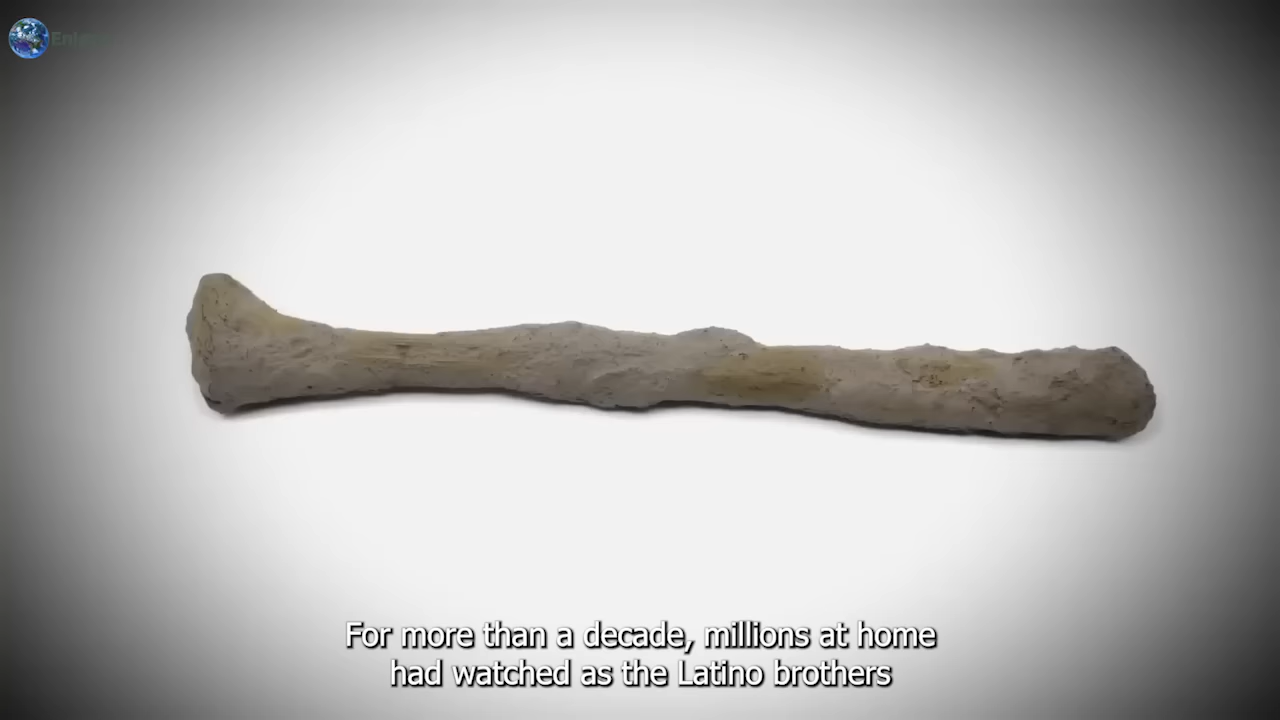 For more than a decade, millions at home
had watched as the Latino brothers